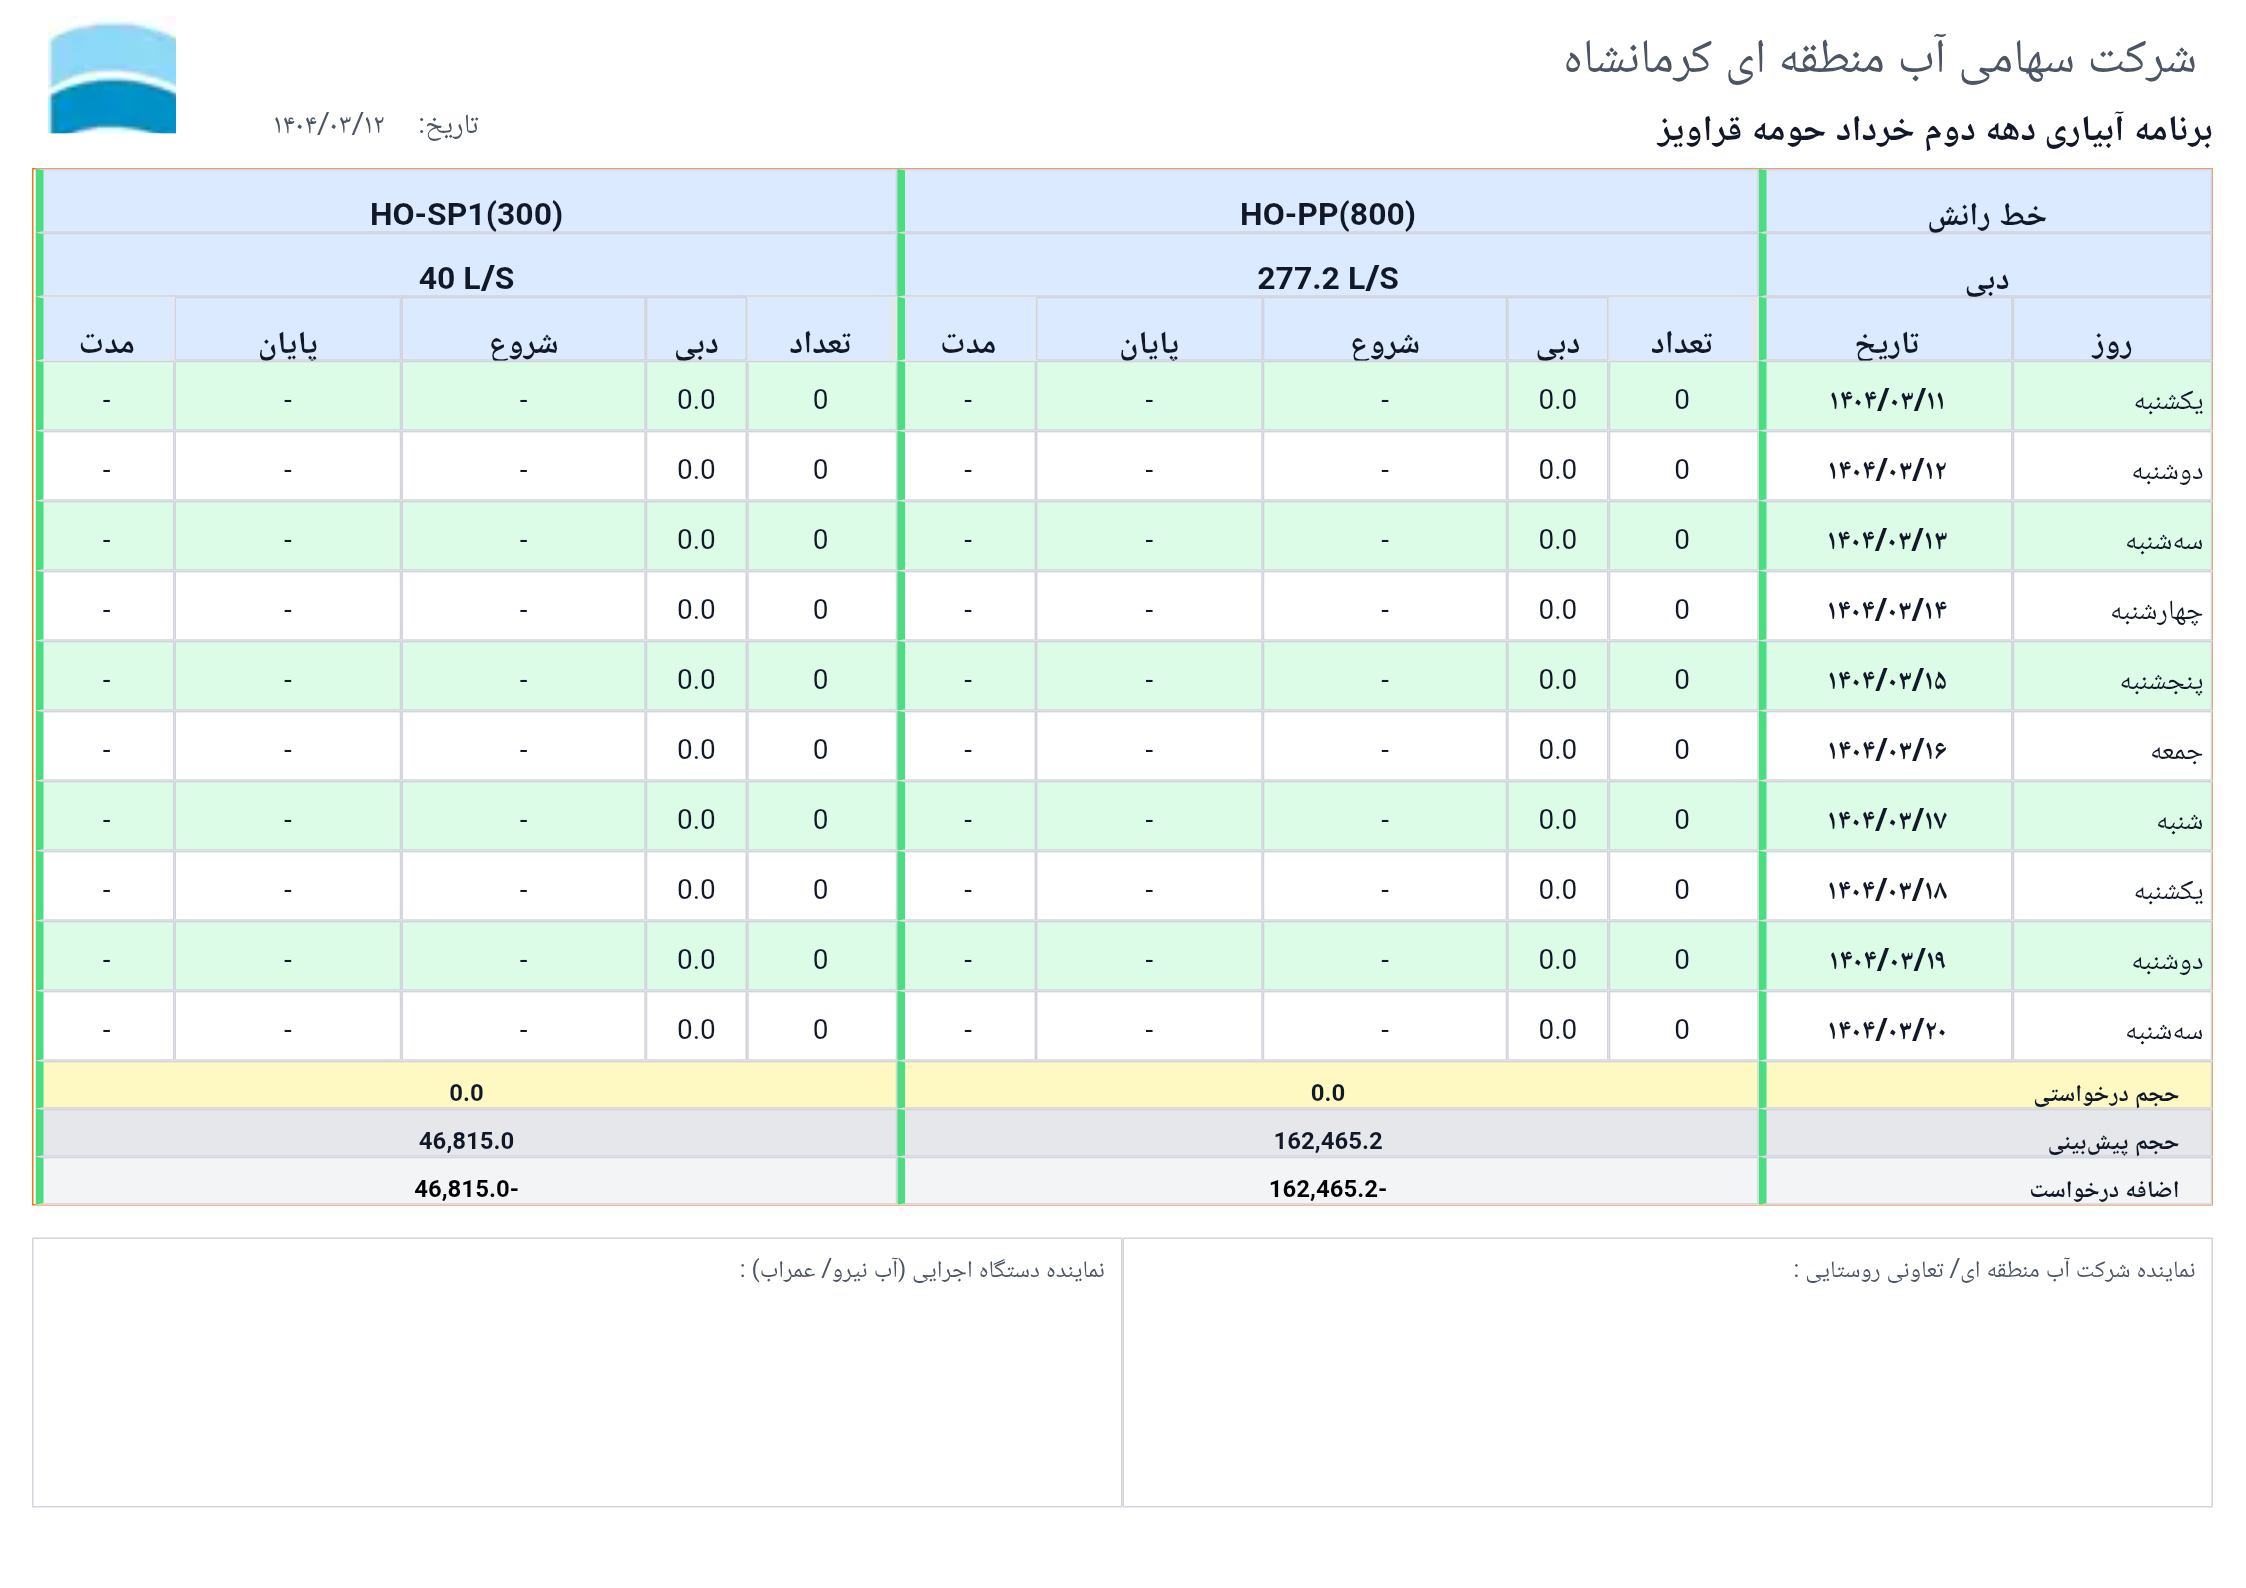 شرکت سهامی آب منطقه ای کرمانشاه
برنامه آبیاری دهه دوم خرداد حومه قراویز
تاریخ: ۱۴۰۴/۰۳/۱۲
خط رانش HO-PP(800) HO-SP1(300)
دبی 277.2 L/S 40 L/S
روز تاریخ تعداد دبی شروع پایان مدت تعداد دبی شروع پایان مدت
یکشنبه ۱۴۰۴/۰۳/۱۱ 0 0.0 - - - 0 0.0 - - -
دوشنبه ۱۴۰۴/۰۳/۱۲ 0 0.0 - - - 0 0.0 - - -
سه‌شنبه ۱۴۰۴/۰۳/۱۳ 0 0.0 - - - 0 0.0 - - -
چهارشنبه ۱۴۰۴/۰۳/۱۴ 0 0.0 - - - 0 0.0 - - -
پنجشنبه ۱۴۰۴/۰۳/۱۵ 0 0.0 - - - 0 0.0 - - -
جمعه ۱۴۰۴/۰۳/۱۶ 0 0.0 - - - 0 0.0 - - -
شنبه ۱۴۰۴/۰۳/۱۷ 0 0.0 - - - 0 0.0 - - -
یکشنبه ۱۴۰۴/۰۳/۱۸ 0 0.0 - - - 0 0.0 - - -
دوشنبه ۱۴۰۴/۰۳/۱۹ 0 0.0 - - - 0 0.0 - - -
سه‌شنبه ۱۴۰۴/۰۳/۲۰ 0 0.0 - - - 0 0.0 - - -
حجم درخواستی 0.0 0.0
حجم پیش‌بینی 162,465.2 46,815.0
اضافه درخواست 162,465.2- 46,815.0-
نماینده شرکت آب منطقه ای/ تعاونی روستایی :
نماینده دستگاه اجرایی (آب نیرو/ عمراب) :